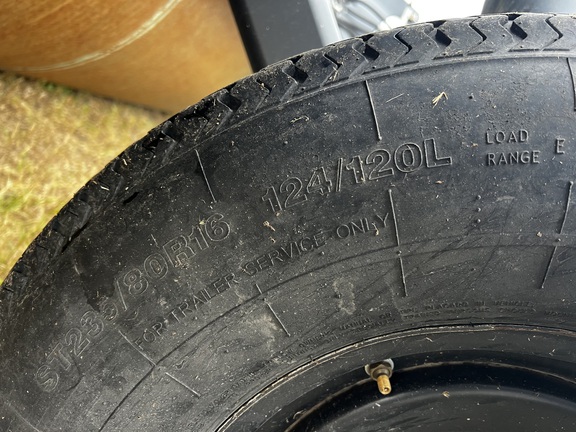 ST235/80R16 124/120L
LOAD
RANGE E
FOR TRAILER SERVICE ONLY